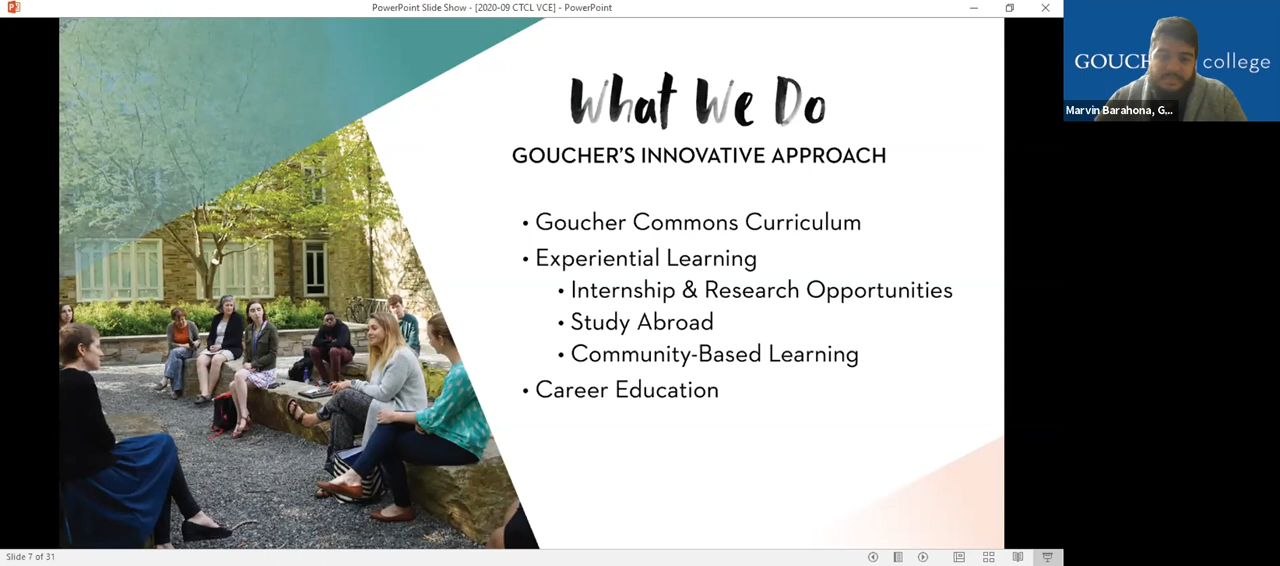 PowerPoint Slide Show - [2020-09 CTCL VCE] - PowerPoint
What We Do
GOUCHER'S INNOVATIVE APPROACH
• Goucher Commons Curriculum
• Experiential Learning
• Internship & Research Opportunities
• Study Abroad
• Community-Based Learning
• Career Education
GOUCH college
Marvin Barahona, G...
Slide 7 of 31